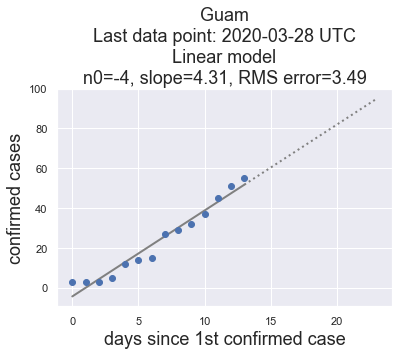 Guam
Last data point: 2020-03-28 UTC
Linear model
n0=-4, slope=4.31, RMS error=3.49
100
80
60
40
20
0
confirmed cases
0 5 10 15 20
days since 1st confirmed case